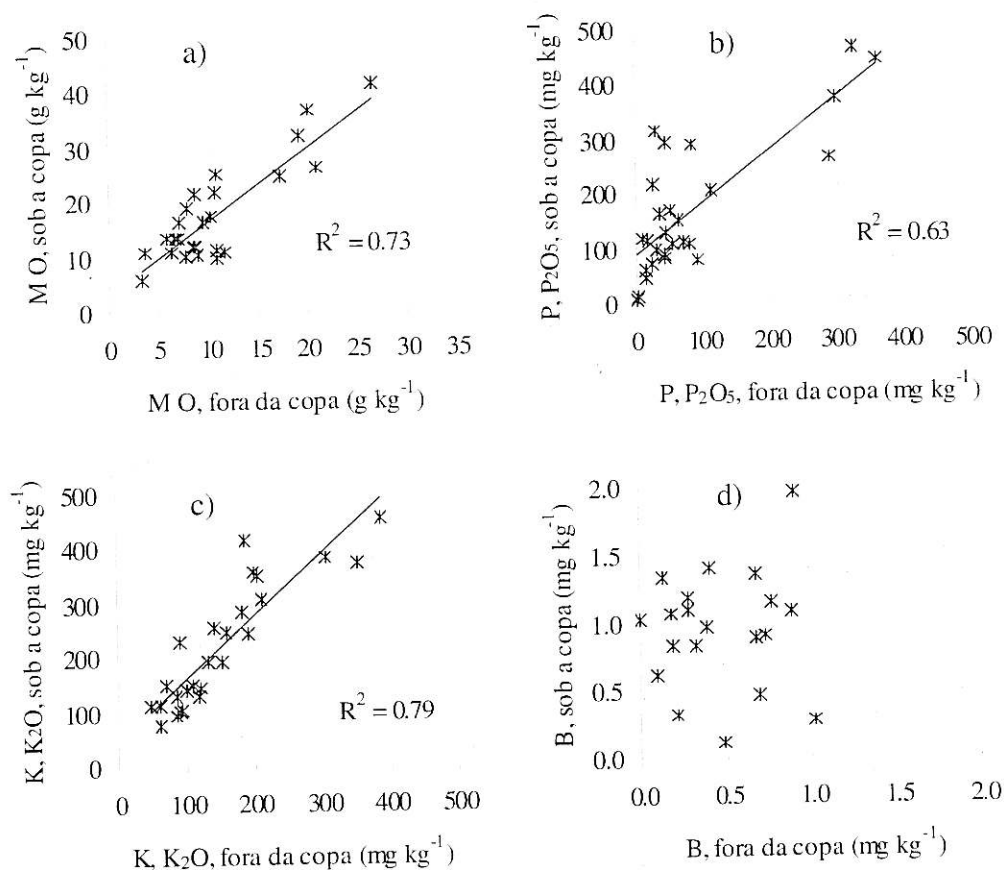 a)
M O, sob a copa (g kg⁻¹)
50
40
30
20
10
0
R² = 0.73
0 5 10 15 20 25 30 35
M O, fora da copa (g kg⁻¹)
b)
P, P₂O₅, sob a copa (mg kg⁻¹)
500
400
300
200
100
0
R² = 0.63
0 100 200 300 400 500
P, P₂O₅, fora da copa (mg kg⁻¹)
c)
K, K₂O, sob a copa (mg kg⁻¹)
500
400
300
200
100
0
R² = 0.79
0 100 200 300 400 500
K, K₂O, fora da copa (mg kg⁻¹)
d)
B, sob a copa (mg kg⁻¹)
2.0
1.5
1.0
0.5
0.0
0.0 0.5 1.0 1.5 2.0
B, fora da copa (mg kg⁻¹)